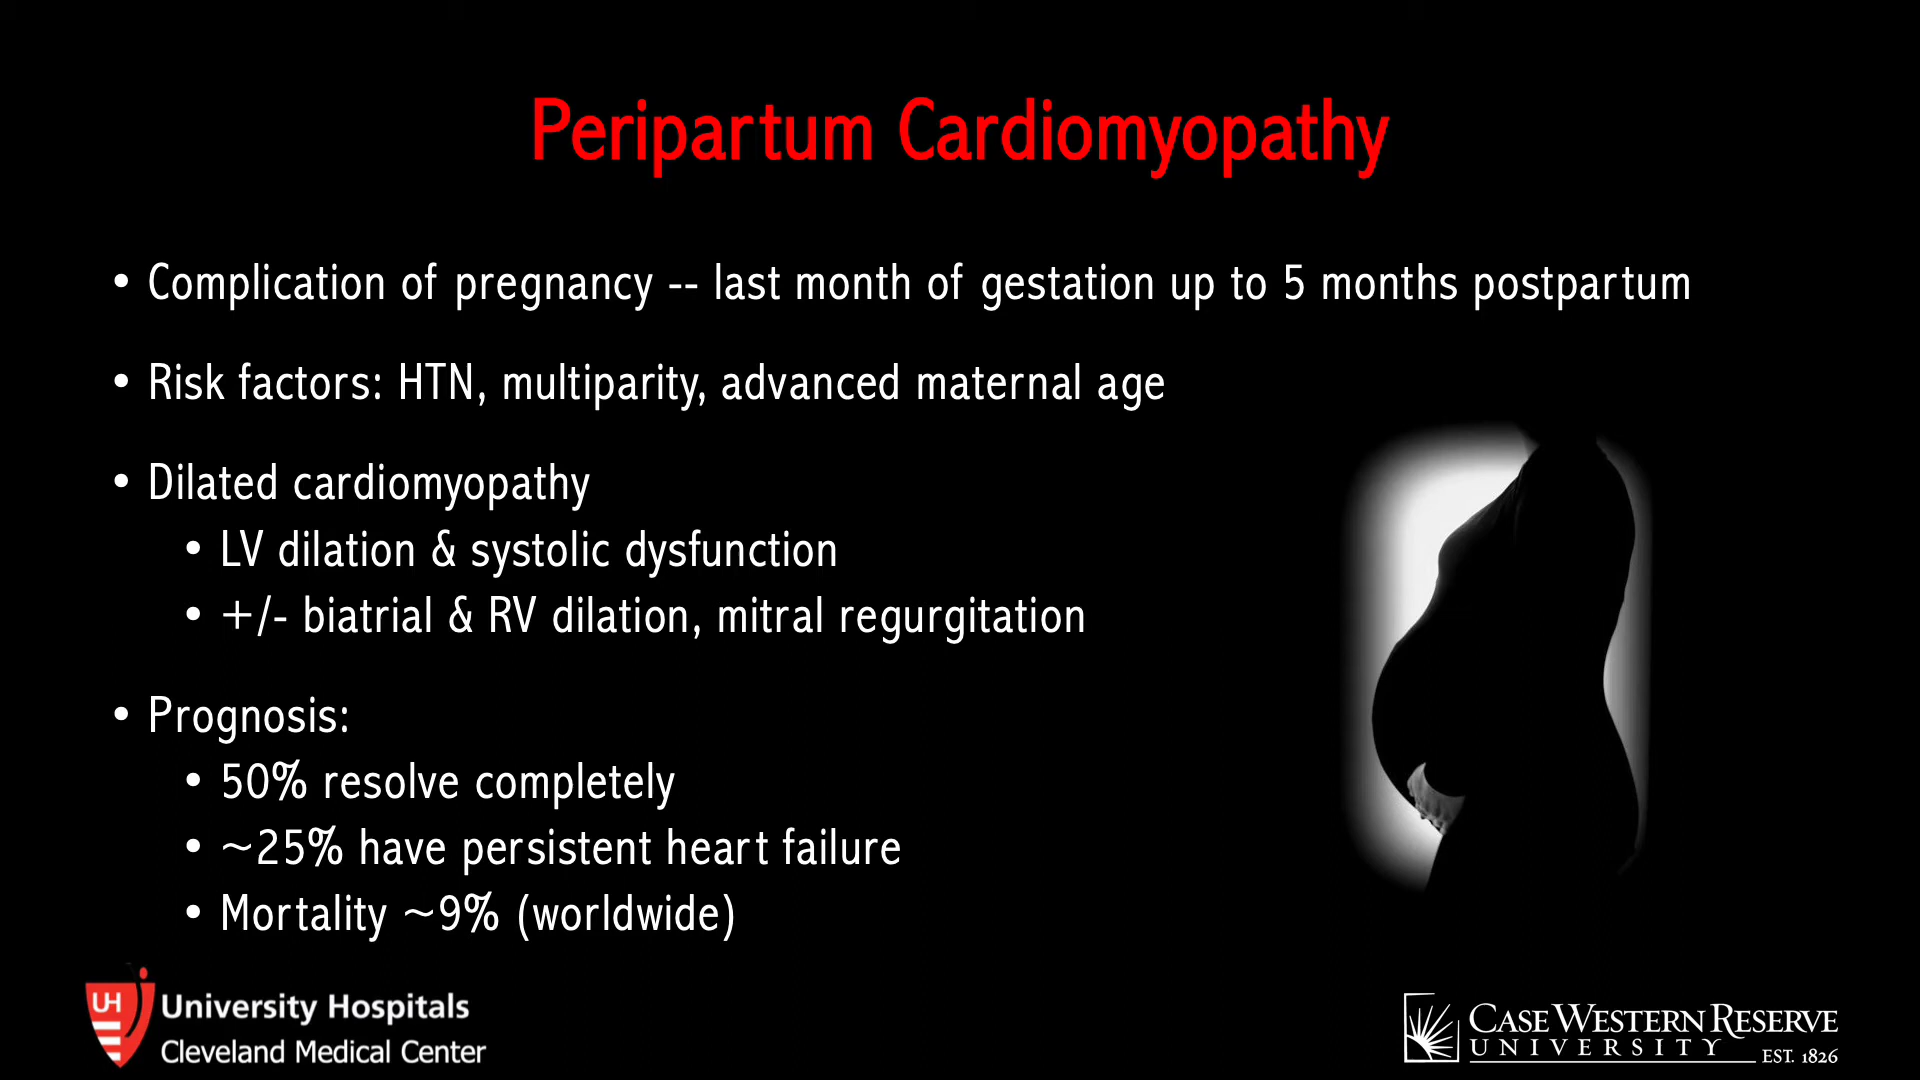 Peripartum Cardiomyopathy
• Complication of pregnancy -- last month of gestation up to 5 months postpartum
• Risk factors: HTN, multiparity, advanced maternal age
• Dilated cardiomyopathy
• LV dilation & systolic dysfunction
• +/- biatrial & RV dilation, mitral regurgitation
• Prognosis:
• 50% resolve completely
• ~25% have persistent heart failure
• Mortality ~9% (worldwide)
UH
University Hospitals
Cleveland Medical Center
CASE WESTERN RESERVE
UNIVERSITY
EST. 1826